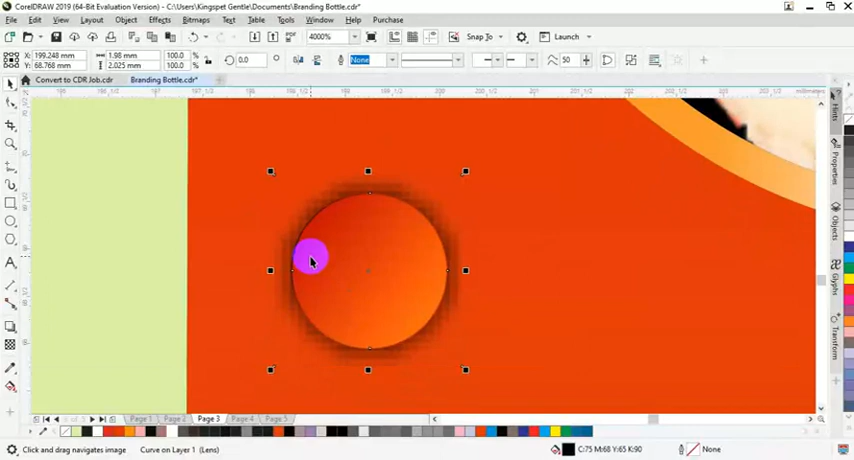 CorelDRAW 2019 (64-Bit Evaluation Version) - C:\Users\Kingspet Gentle\Documents\Branding Bottle.cdr*
File Edit View Layout Object Effects Bitmaps Text Table Tools Window Help Purchase
4000% Snap To Launch
X: 199.248 mm 1.98 mm 100.0 % 0.0 ° None 50
Y: 68.768 mm 2.025 mm 100.0 %
Convert to CDR Job.cdr Branding Bottle.cdr*
millimeters
Hints
Properties
Objects
Glyphs
Transform
Page 1 Page 2 Page 3 Page 4 Page 5
Click and drag navigates image Curve on Layer 1 (Lens) C:75 M:68 Y:65 K:90 None